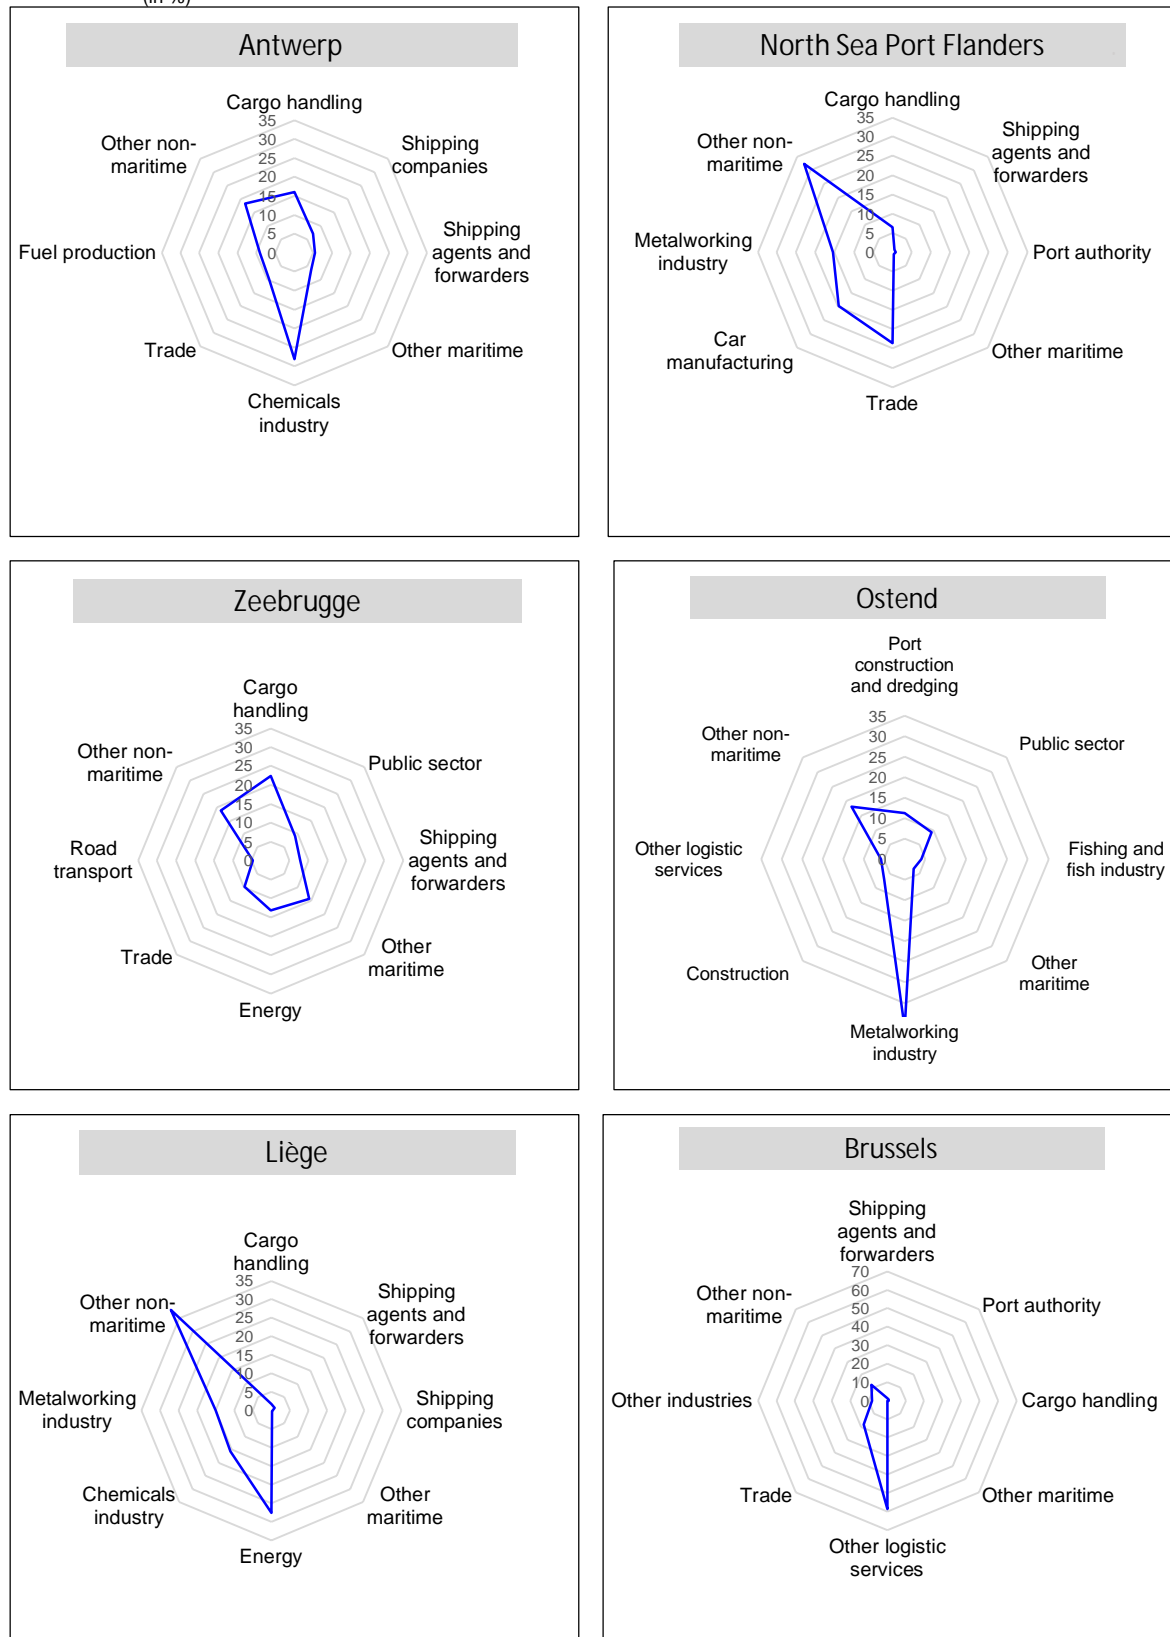 (in %)
Antwerp
Cargo handling
35
30
25
20
15
10
5
0
Shipping
companies
Shipping
agents and
forwarders
Other maritime
Chemicals
industry
Trade
Fuel production
Other non-
maritime
North Sea Port Flanders
Cargo handling
35
30
25
20
15
10
5
0
Shipping
agents and
forwarders
Port authority
Other maritime
Trade
Car
manufacturing
Metalworking
industry
Other non-
maritime
Zeebrugge
Cargo
handling
35
30
25
20
15
10
5
0
Public sector
Shipping
agents and
forwarders
Other
maritime
Energy
Trade
Road
transport
Other non-
maritime
Ostend
Port
construction
and dredging
35
30
25
20
15
10
5
0
Public sector
Fishing and
fish industry
Other
maritime
Metalworking
industry
Construction
Other logistic
services
Other non-
maritime
Liège
Cargo
handling
35
30
25
20
15
10
5
0
Shipping
agents and
forwarders
Shipping
companies
Other
maritime
Energy
Chemicals
industry
Metalworking
industry
Other non-
maritime
Brussels
Shipping
agents and
forwarders
70
60
50
40
30
20
10
0
Port authority
Cargo handling
Other maritime
Other logistic
services
Trade
Other industries
Other non-
maritime